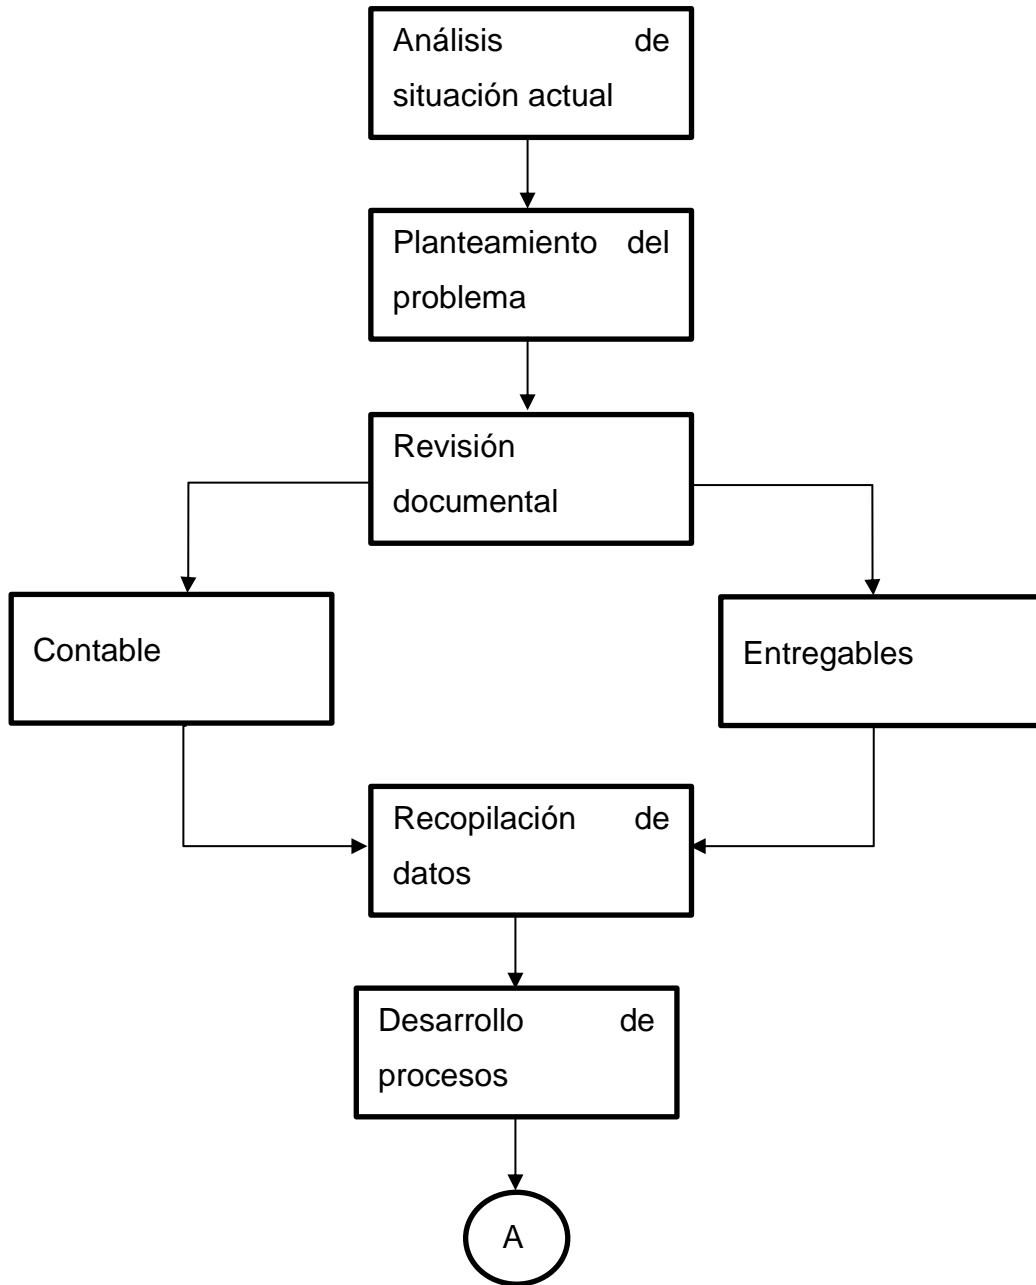 Análisis de
situación actual
Planteamiento del
problema
Revisión
documental
Contable
Entregables
Recopilación de
datos
Desarrollo de
procesos
A